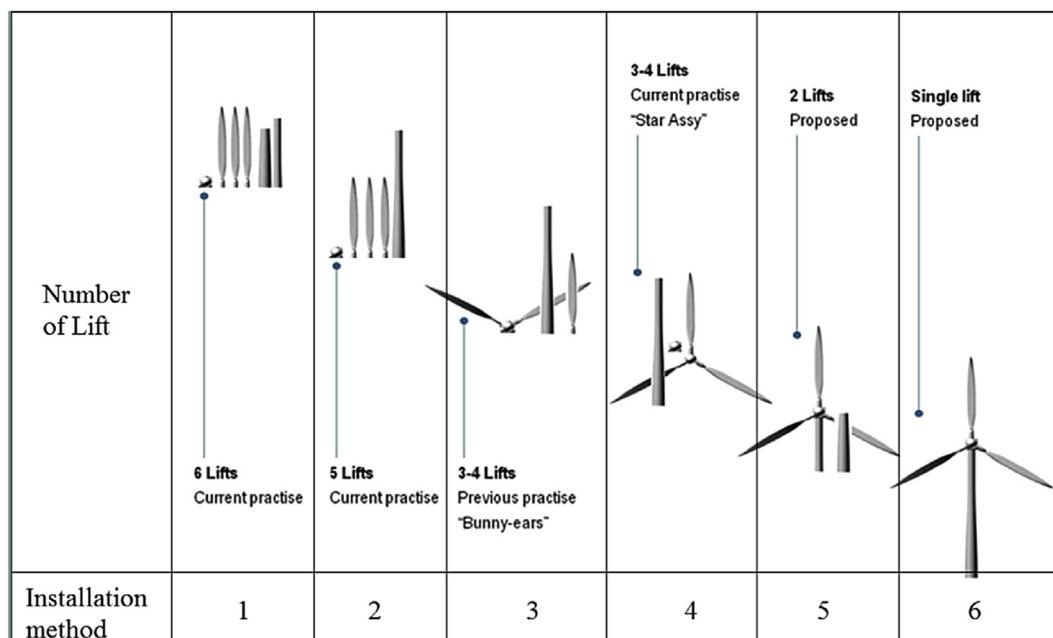 Number
of Lift
6 Lifts
Current practise
5 Lifts
Current practise
3-4 Lifts
Previous practise
"Bunny-ears"
3-4 Lifts
Current practise
"Star Assy"
2 Lifts
Proposed
Single lift
Proposed
Installation
method
1
2
3
4
5
6